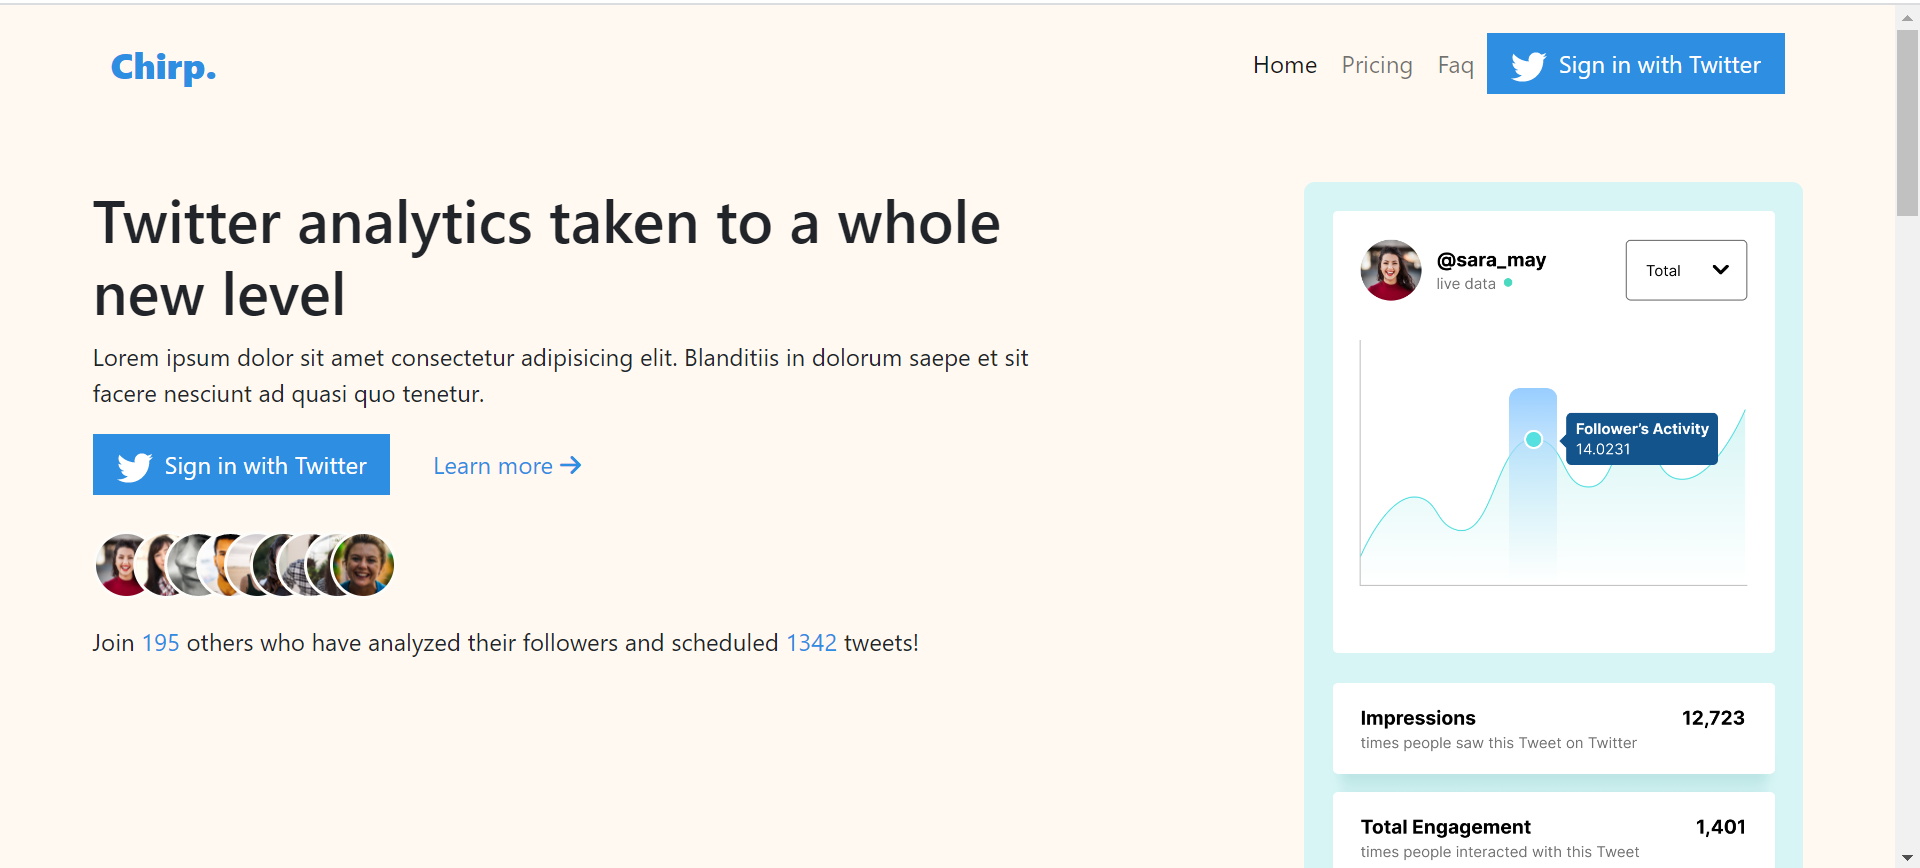 Chirp.
Home
Pricing
Faq
Sign in with Twitter
Twitter analytics taken to a whole
new level
Lorem ipsum dolor sit amet consectetur adipisicing elit. Blanditiis in dolorum saepe et sit
facere nesciunt ad quasi quo tenetur.
Sign in with Twitter
Learn more
Join 195 others who have analyzed their followers and scheduled 1342 tweets!
@sara_may
live data
Total
Follower's Activity
14.0231
Impressions
12,723
times people saw this Tweet on Twitter
Total Engagement
1,401
times people interacted with this Tweet